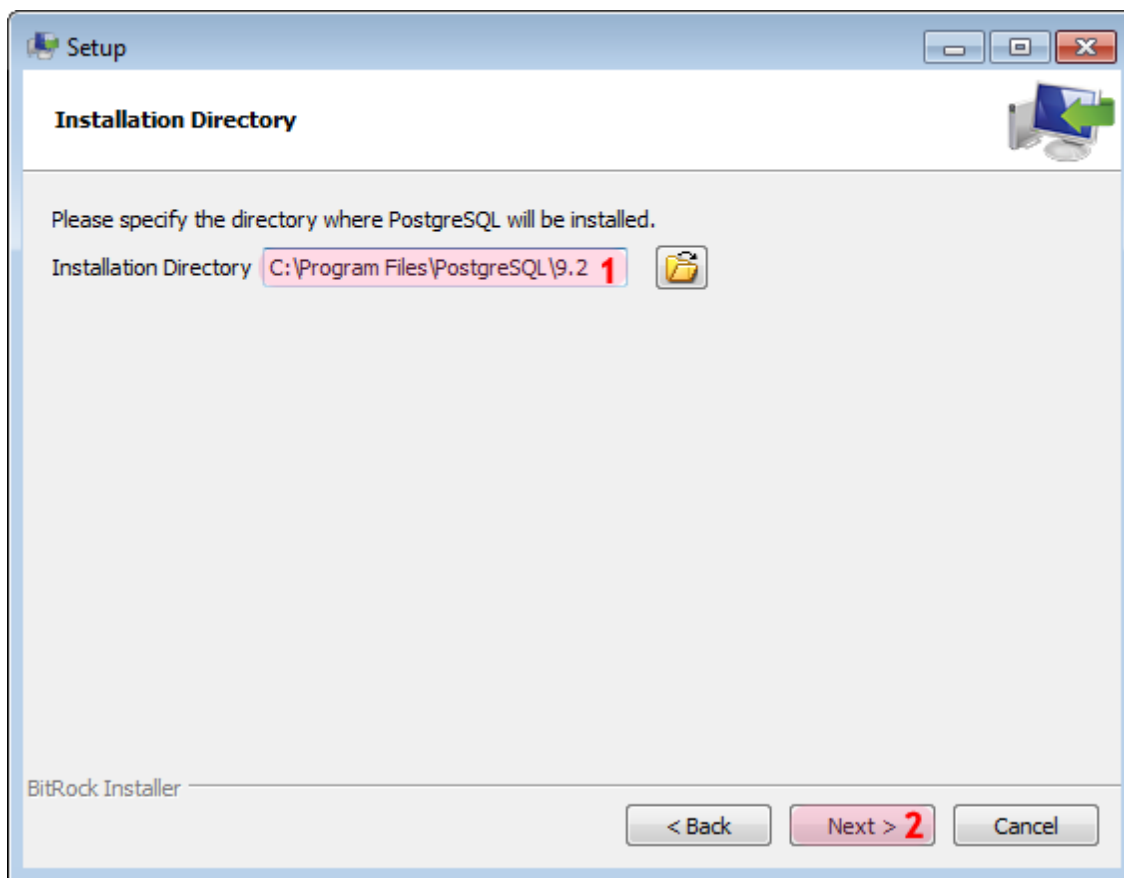 Setup
Installation Directory
Please specify the directory where PostgreSQL will be installed.
Installation Directory C:\Program Files\PostgreSQL\9.2 1
BitRock Installer
< Back Next > 2 Cancel